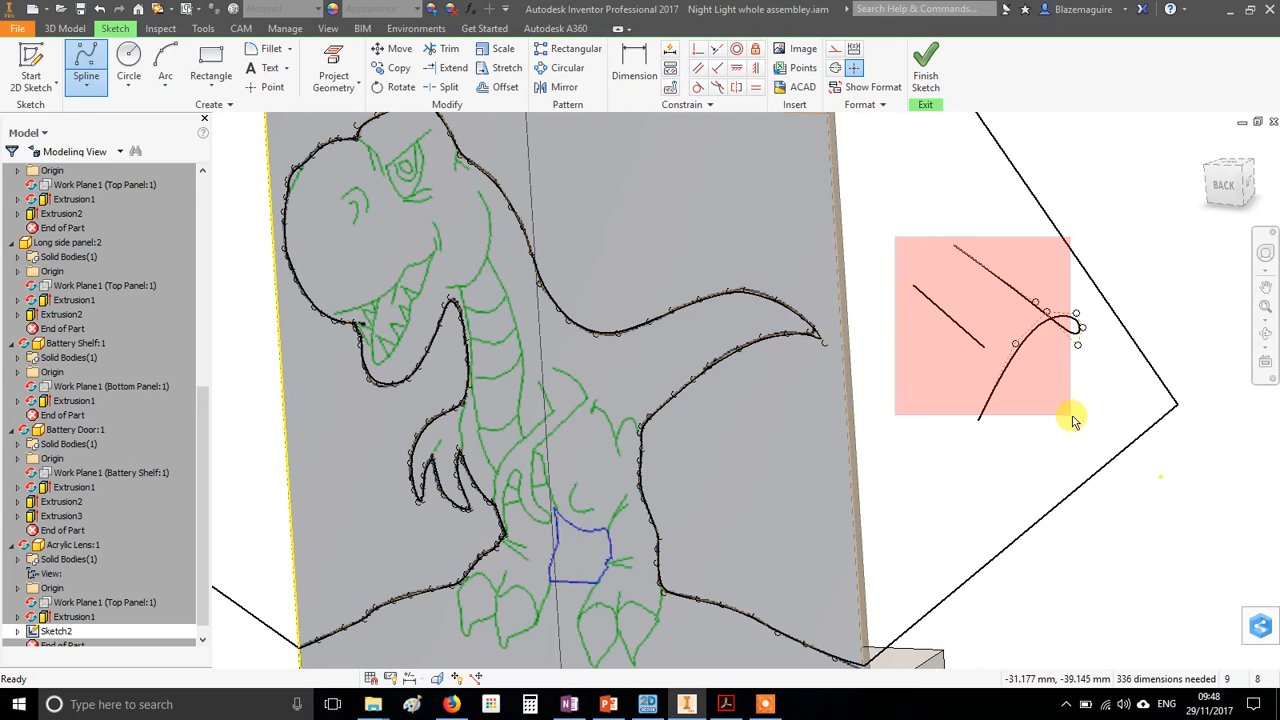 PRO
Material
Appearance
Autodesk Inventor Professional 2017 Night Light whole assembly.iam
Search Help & Commands...
Blazemaguire
File 3D Model Sketch Inspect Tools CAM Manage View BIM Environments Get Started Autodesk A360
Start
2D Sketch
Spline
Circle
Arc
Rectangle
Fillet
Text
Point
Project
Geometry
Move
Copy
Rotate
Trim
Extend
Split
Scale
Stretch
Offset
Rectangular
Circular
Mirror
Dimension
Image
Points
ACAD
Show Format
Finish
Sketch
Sketch Create Modify Pattern Constrain Insert Format Exit
Model
Modeling View
Origin
Work Plane1 (Top Panel:1)
Extrusion1
Extrusion2
End of Part
Long side panel:2
Solid Bodies(1)
Origin
Work Plane1 (Top Panel:1)
Extrusion1
Extrusion2
End of Part
Battery Shelf:1
Solid Bodies(1)
Origin
Work Plane1 (Bottom Panel:1)
Extrusion1
End of Part
Battery Door:1
Solid Bodies(1)
Origin
Work Plane1 (Battery Shelf:1)
Extrusion1
Extrusion2
Extrusion3
End of Part
Acrylic Lens:1
Solid Bodies(1)
View:
Origin
Work Plane1 (Top Panel:1)
Extrusion1
Sketch2
End of Part
BACK
Ready
-31.177 mm, -39.145 mm 336 dimensions needed 9 8
Type here to search
ENG
09:48
29/11/2017